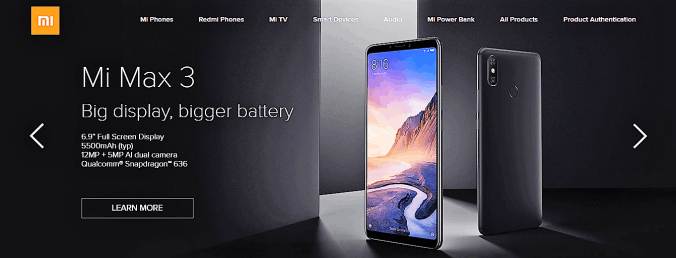 MI
Mi Phones Redmi Phones Mi TV Smart Devices Audio Mi Power Bank All Products Product Authentication
Mi Max 3
Big display, bigger battery
6.9" Full Screen Display
5500mAh (typ)
12MP + 5MP AI dual camera
Qualcomm® Snapdragon™ 636
LEARN MORE
8:10